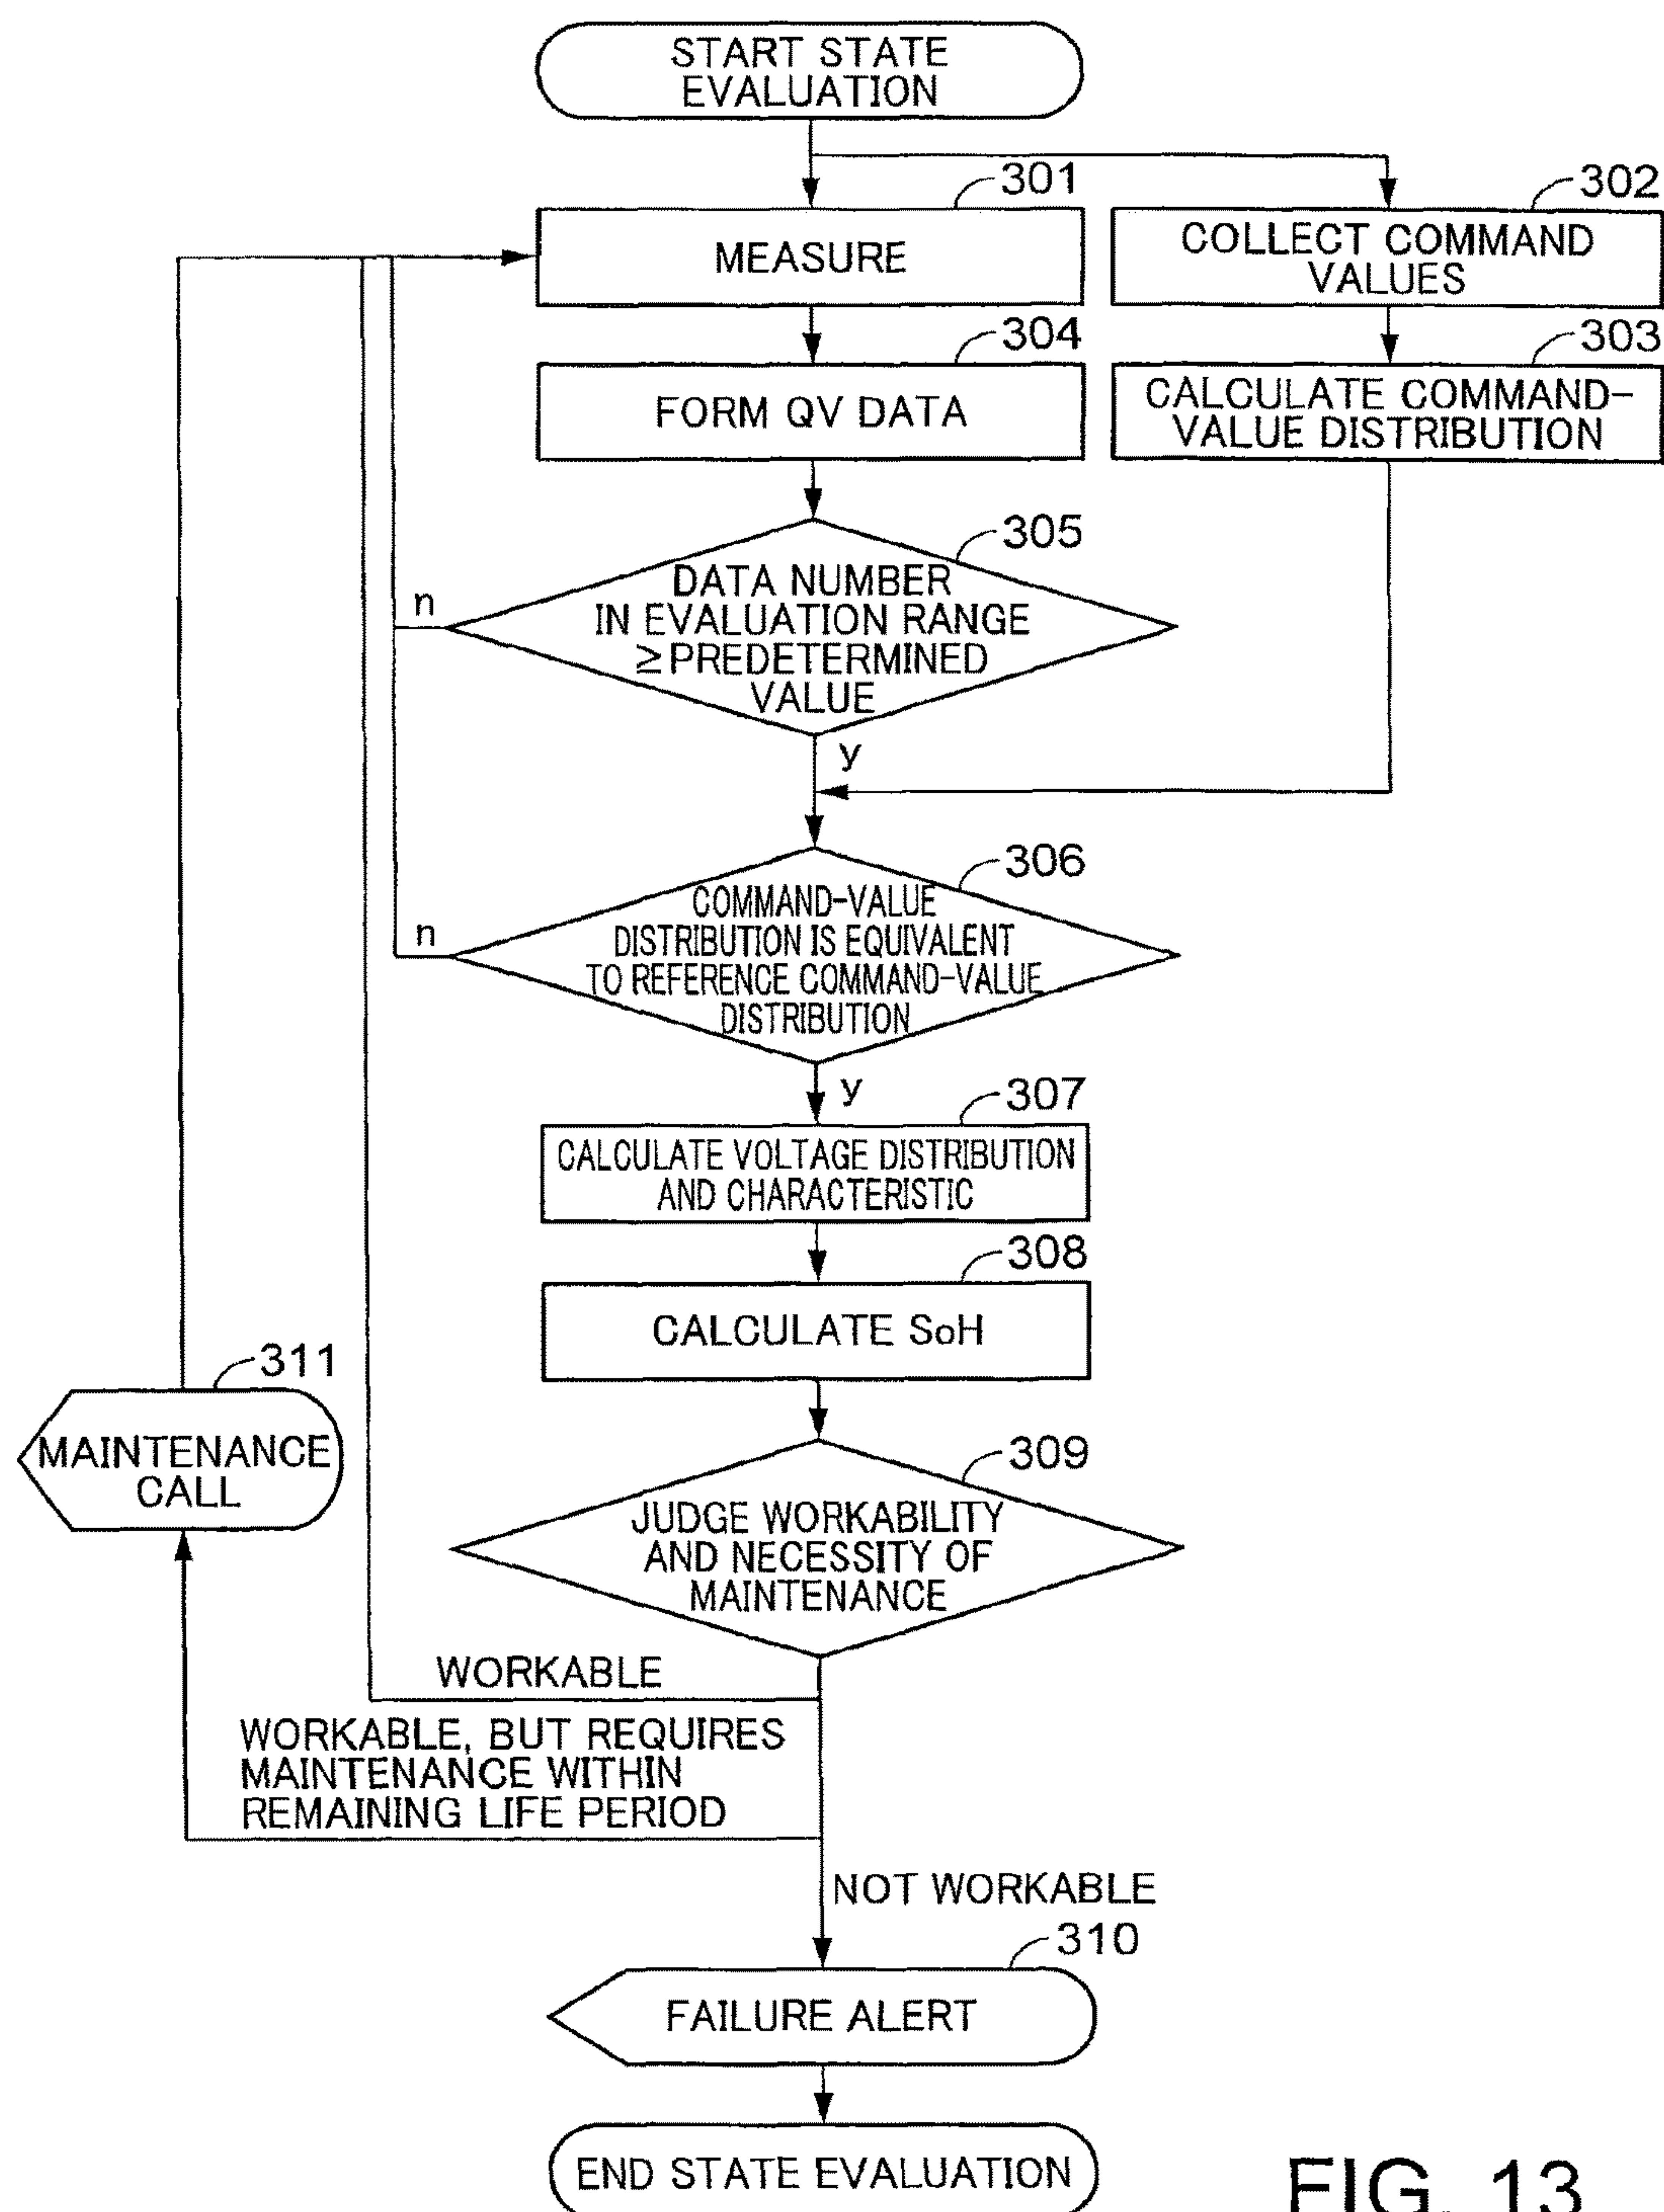 START STATE
EVALUATION
301
302
MEASURE
COLLECT COMMAND
VALUES
304
303
FORM QV DATA
CALCULATE COMMAND-
VALUE DISTRIBUTION
305
DATA NUMBER
IN EVALUATION RANGE
≥PREDETERMINED
VALUE
n
y
306
COMMAND-VALUE
DISTRIBUTION IS EQUIVALENT
TO REFERENCE COMMAND-VALUE
DISTRIBUTION
n
y
307
CALCULATE VOLTAGE DISTRIBUTION
AND CHARACTERISTIC
308
CALCULATE SoH
311
MAINTENANCE
CALL
309
JUDGE WORKABILITY
AND NECESSITY OF
MAINTENANCE
WORKABLE
WORKABLE, BUT REQUIRES
MAINTENANCE WITHIN
REMAINING LIFE PERIOD
NOT WORKABLE
310
FAILURE ALERT
END STATE EVALUATION
FIG. 13